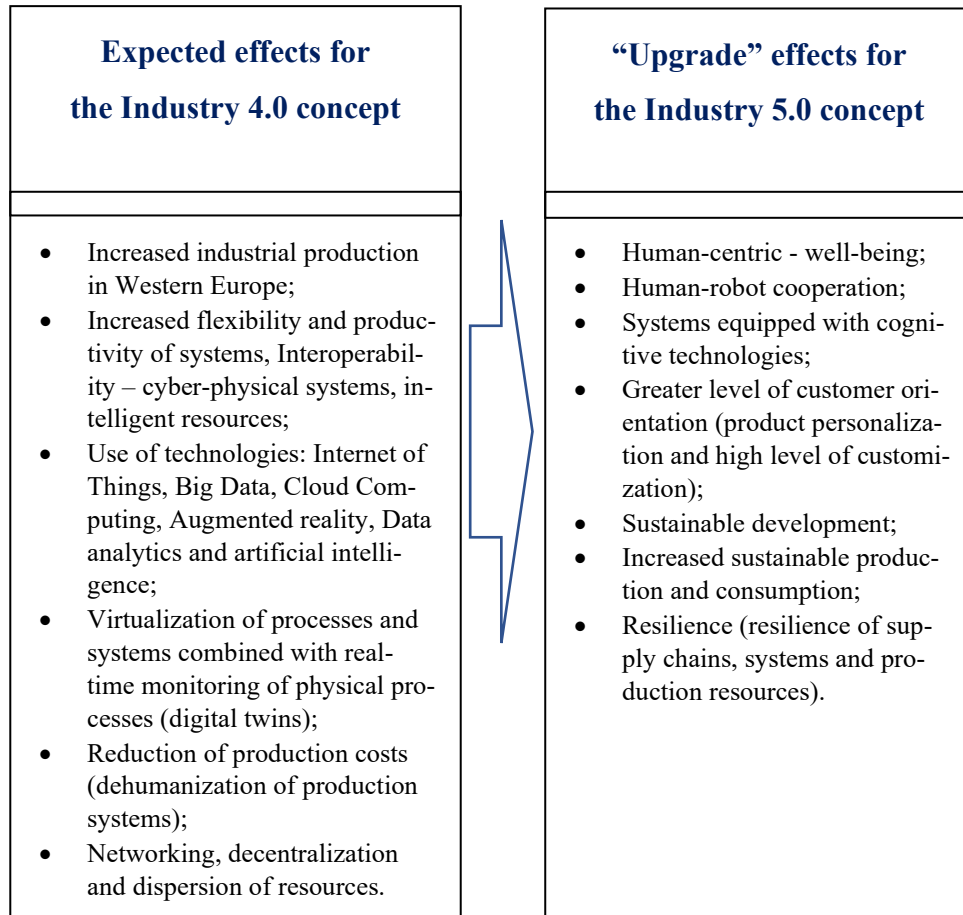 Expected effects for
the Industry 4.0 concept
• Increased industrial production
in Western Europe;
• Increased flexibility and produc-
tivity of systems, Interoperabil-
ity – cyber-physical systems, in-
telligent resources;
• Use of technologies: Internet of
Things, Big Data, Cloud Com-
puting, Augmented reality, Data
analytics and artificial intelli-
gence;
• Virtualization of processes and
systems combined with real-
time monitoring of physical pro-
cesses (digital twins);
• Reduction of production costs
(dehumanization of production
systems);
• Networking, decentralization
and dispersion of resources.
“Upgrade” effects for
the Industry 5.0 concept
• Human-centric - well-being;
• Human-robot cooperation;
• Systems equipped with cogni-
tive technologies;
• Greater level of customer ori-
entation (product personaliza-
tion and high level of customi-
zation);
• Sustainable development;
• Increased sustainable produc-
tion and consumption;
• Resilience (resilience of sup-
ply chains, systems and pro-
duction resources).